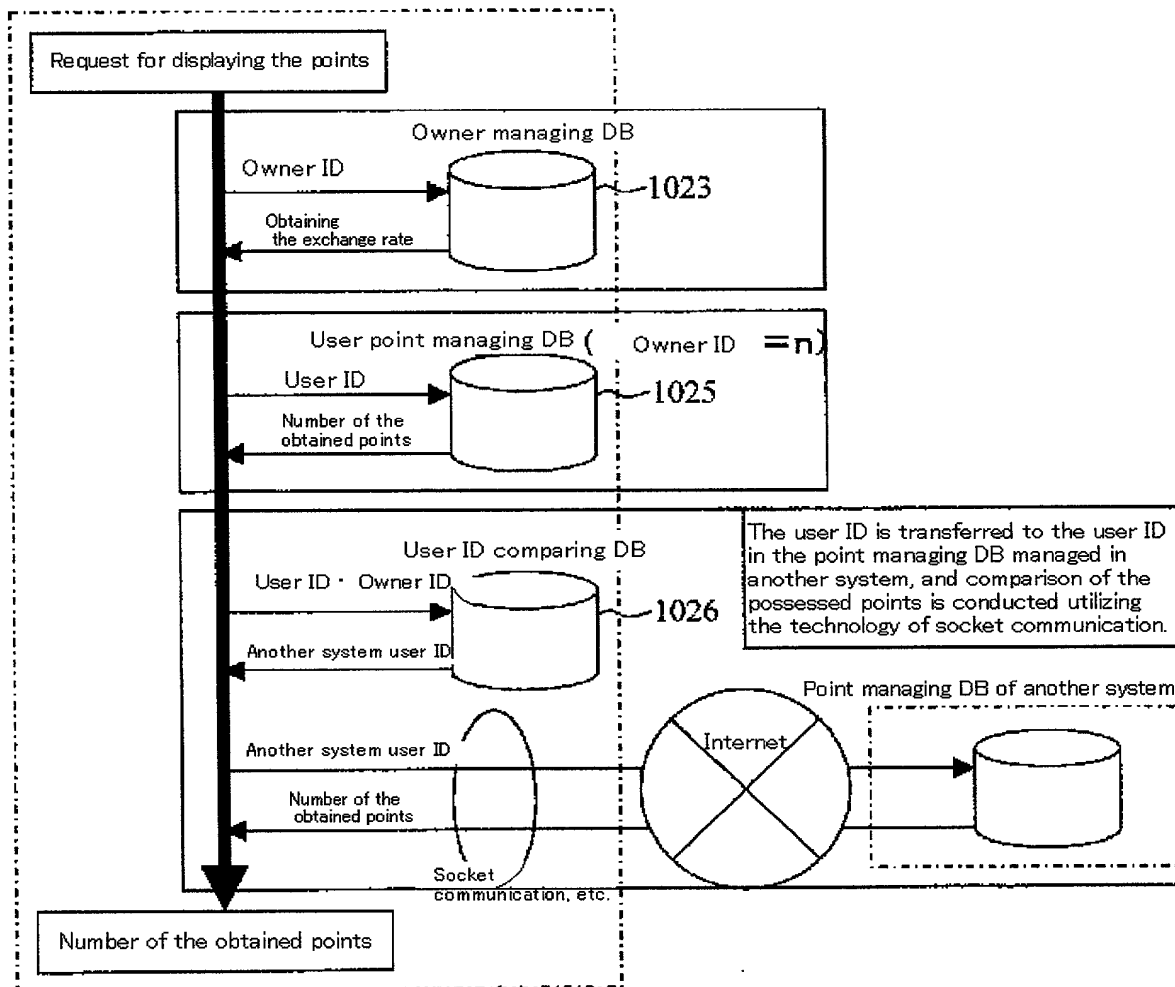 Request for displaying the points
Owner managing DB
Owner ID
1023
Obtaining
the exchange rate
User point managing DB ( Owner ID =n)
User ID
1025
Number of the
obtained points
The user ID is transferred to the user ID
in the point managing DB managed in
another system, and comparison of the
possessed points is conducted utilizing
the technology of socket communication.
User ID comparing DB
User ID · Owner ID
1026
Another system user ID
Point managing DB of another system
Another system user ID
Internet
Number of the
obtained points
Socket
communication, etc.
Number of the obtained points